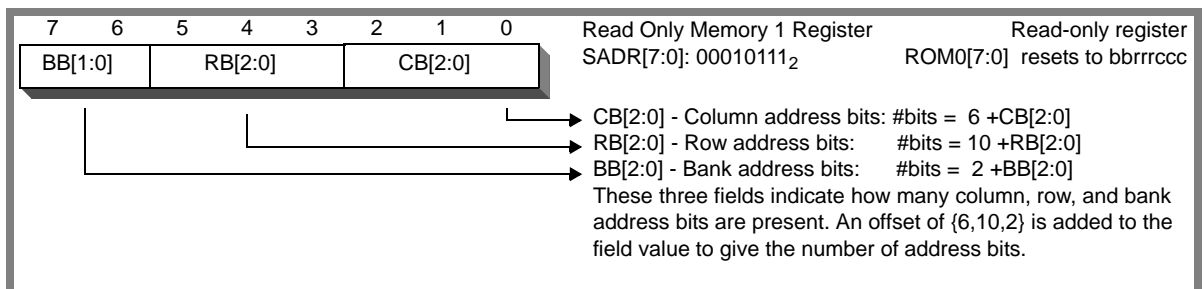 7 6 5 4 3 2 1 0
BB[1:0] RB[2:0] CB[2:0]
Read Only Memory 1 Register Read-only register
SADR[7:0]: 00010111₂ ROM0[7:0] resets to bbrrrccc
CB[2:0] - Column address bits: #bits = 6 +CB[2:0]
RB[2:0] - Row address bits: #bits = 10 +RB[2:0]
BB[2:0] - Bank address bits: #bits = 2 +BB[2:0]
These three fields indicate how many column, row, and bank
address bits are present. An offset of {6,10,2} is added to the
field value to give the number of address bits.